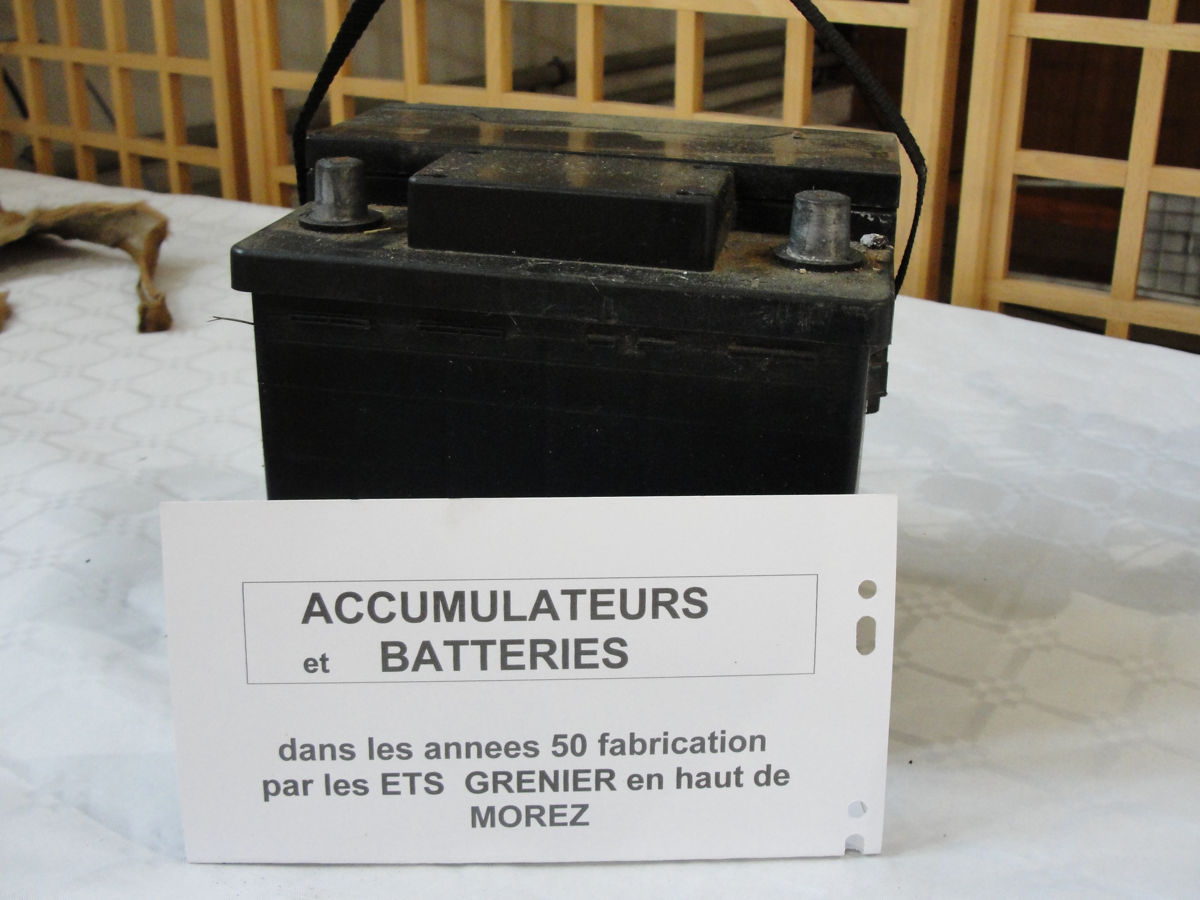 ACCUMULATEURS
et BATTERIES
dans les annees 50 fabrication
par les ETS GRENIER en haut de
MOREZ